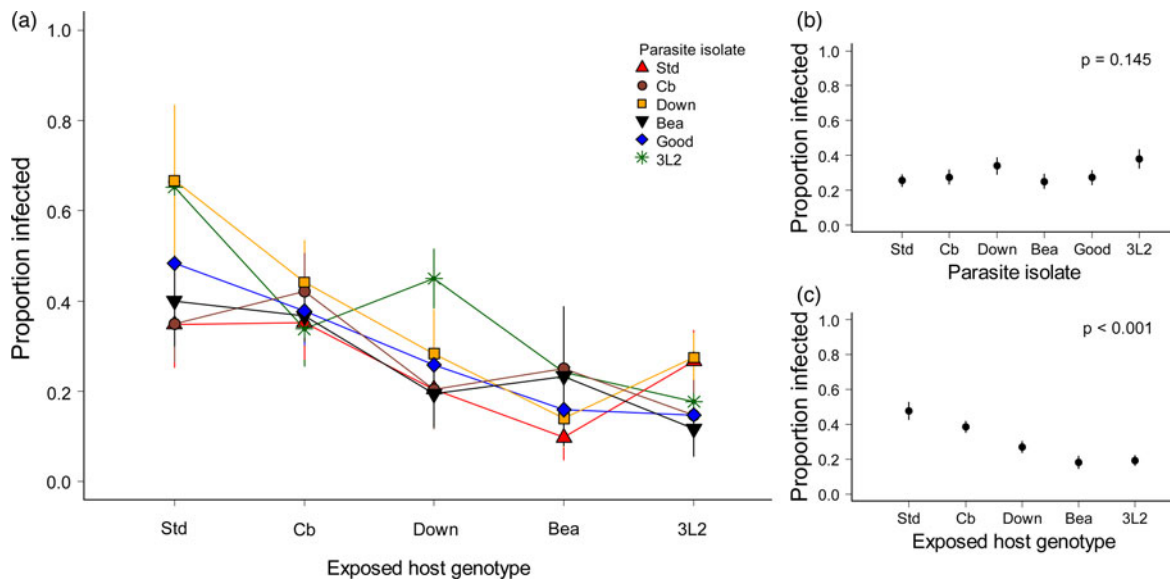 (a)
1.0
0.8
0.6
0.4
0.2
0.0
Proportion infected
Std
Cb
Down
Bea
3L2
Exposed host genotype
Parasite isolate
Std
Cb
Down
Bea
Good
3L2
(b)
1.0
0.8
0.6
0.4
0.2
0.0
Proportion infected
p = 0.145
Std
Cb
Down
Bea
Good
3L2
Parasite isolate
(c)
1.0
0.8
0.6
0.4
0.2
0.0
Proportion infected
p < 0.001
Std
Cb
Down
Bea
3L2
Exposed host genotype